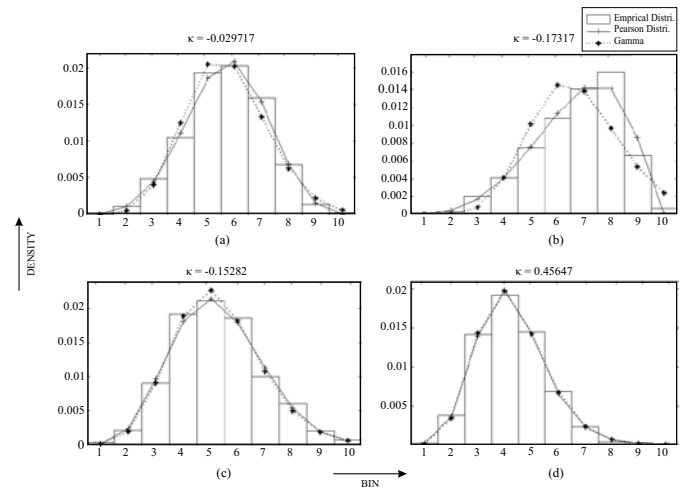 Emprical Distri.
Pearson Distri.
Gamma
κ = -0.029717
0.02
0.015
0.01
0.005
0
1 2 3 4 5 6 7 8 9 10
(a)
κ = -0.17317
0.016
0.014
0.012
0.010
0.008
0.006
0.004
0.002
0
1 2 3 4 5 6 7 8 9 10
(b)
DENSITY
κ = -0.15282
0.02
0.015
0.01
0.005
1 2 3 4 5 6 7 8 9 10
(c)
κ = 0.45647
0.02
0.015
0.01
0.005
1 2 3 4 5 6 7 8 9 10
(d)
BIN